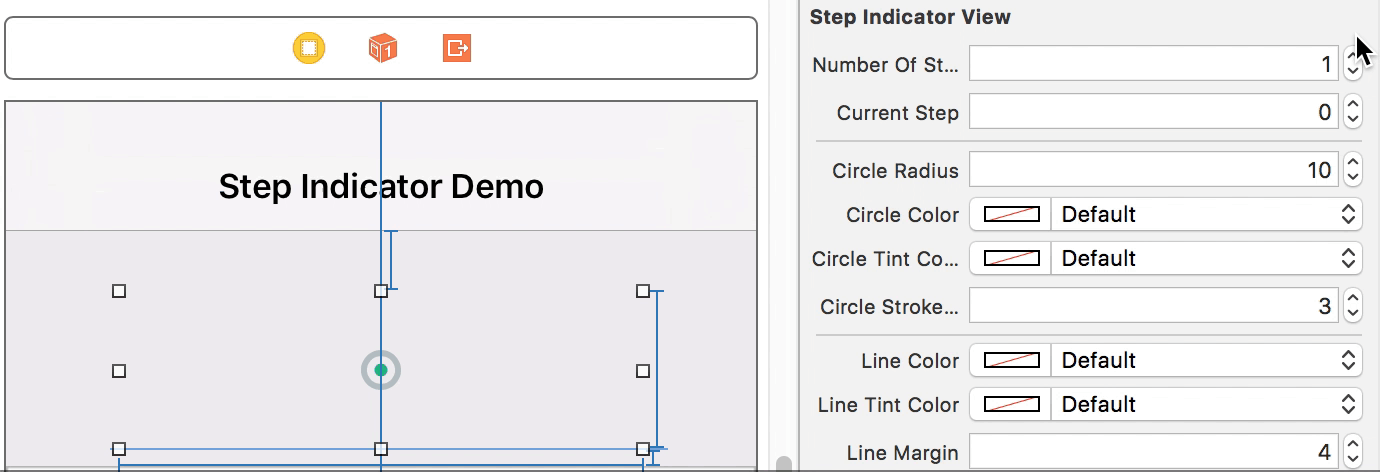 1
Step Indicator Demo
Step Indicator View
Number Of St... 1
Current Step 0
Circle Radius 10
Circle Color Default
Circle Tint Co... Default
Circle Stroke... 3
Line Color Default
Line Tint Color Default
Line Margin 4